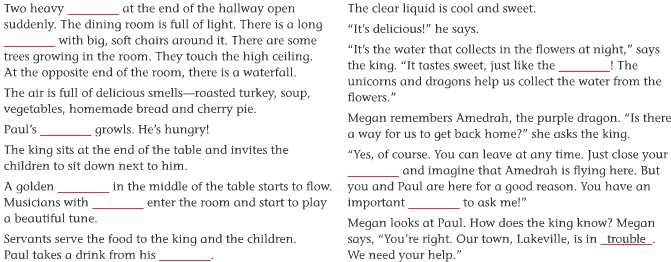 Two heavy ________ at the end of the hallway open
suddenly. The dining room is full of light. There is a long
________ with big, soft chairs around it. There are some
trees growing in the room. They touch the high ceiling.
At the opposite end of the room, there is a waterfall.
The air is full of delicious smells—roasted turkey, soup,
vegetables, homemade bread and cherry pie.
Paul's ________ growls. He's hungry!
The king sits at the end of the table and invites the
children to sit down next to him.
A golden ________ in the middle of the table starts to flow.
Musicians with ________ enter the room and start to play
a beautiful tune.
Servants serve the food to the king and the children.
Paul takes a drink from his ________.
The clear liquid is cool and sweet.
“It's delicious!” he says.
“It's the water that collects in the flowers at night,” says
the king. “It tastes sweet, just like the ________! The
unicorns and dragons help us collect the water from the
flowers.”
Megan remembers Amedrah, the purple dragon. “Is there
a way for us to get back home?” she asks the king.
“Yes, of course. You can leave at any time. Just close your
________ and imagine that Amedrah is flying here. But
you and Paul are here for a good reason. You have an
important ________ to ask me!”
Megan looks at Paul. How does the king know? Megan
says, “You're right. Our town, Lakeville, is in trouble.
We need your help.”